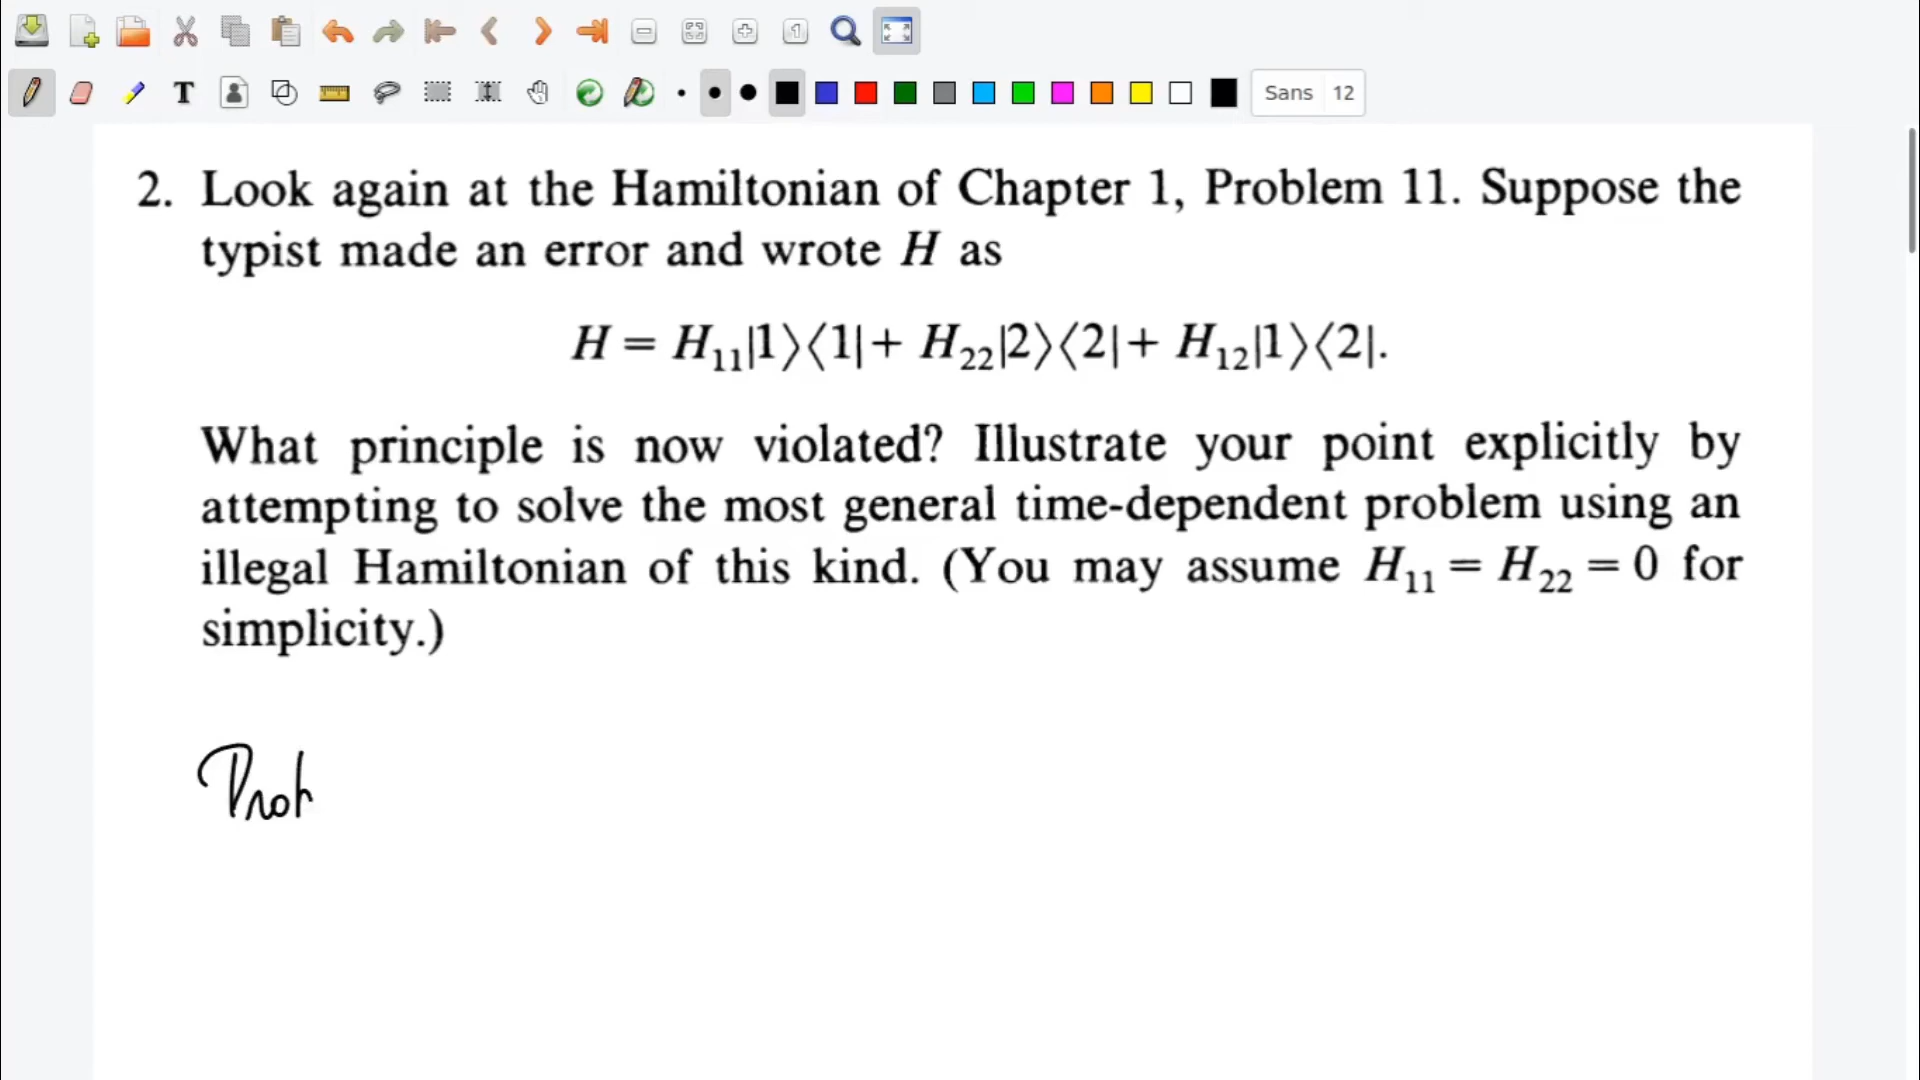 T
1
Sans 12
2. Look again at the Hamiltonian of Chapter 1, Problem 11. Suppose the
typist made an error and wrote H as
H = H₁₁|1⟩⟨1| + H₂₂|2⟩⟨2| + H₁₂|1⟩⟨2|.
What principle is now violated? Illustrate your point explicitly by
attempting to solve the most general time-dependent problem using an
illegal Hamiltonian of this kind. (You may assume H₁₁ = H₂₂ = 0 for
simplicity.)